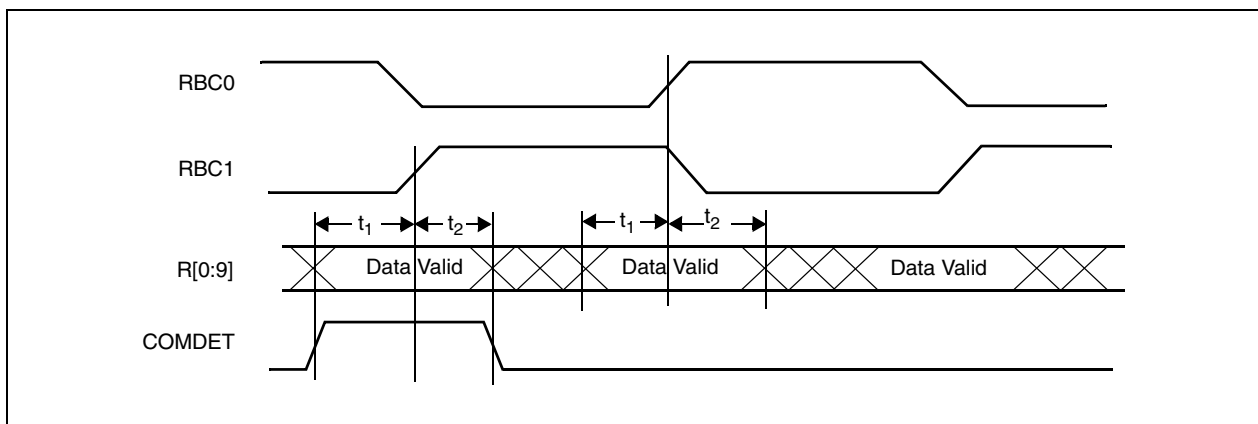 RBC0
RBC1
t1 t2 t1 t2
R[0:9] Data Valid Data Valid Data Valid
COMDET